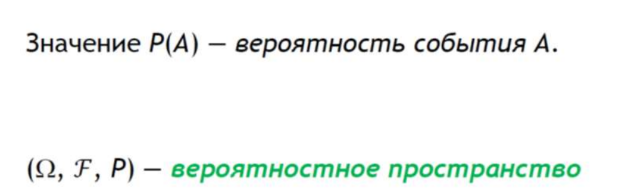 Значение P(A) — вероятность события A.
(Ω, ℱ, P) — вероятностное пространство